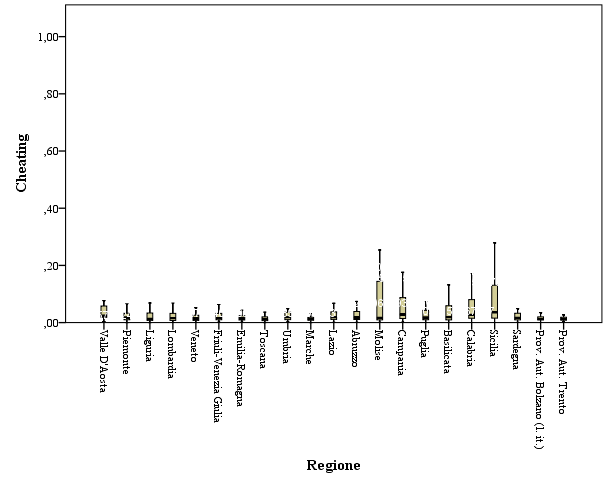 1,00
,80
,60
,40
,20
,00
Cheating
Valle D'Aosta
Piemonte
Liguria
Lombardia
Veneto
Friuli-Venezia Giulia
Emilia-Romagna
Toscana
Umbria
Marche
Lazio
Abruzzo
Molise
Campania
Puglia
Basilicata
Calabria
Sicilia
Sardegna
Prov. Aut. Bolzano (l. it.)
Prov. Aut. Trento
Regione